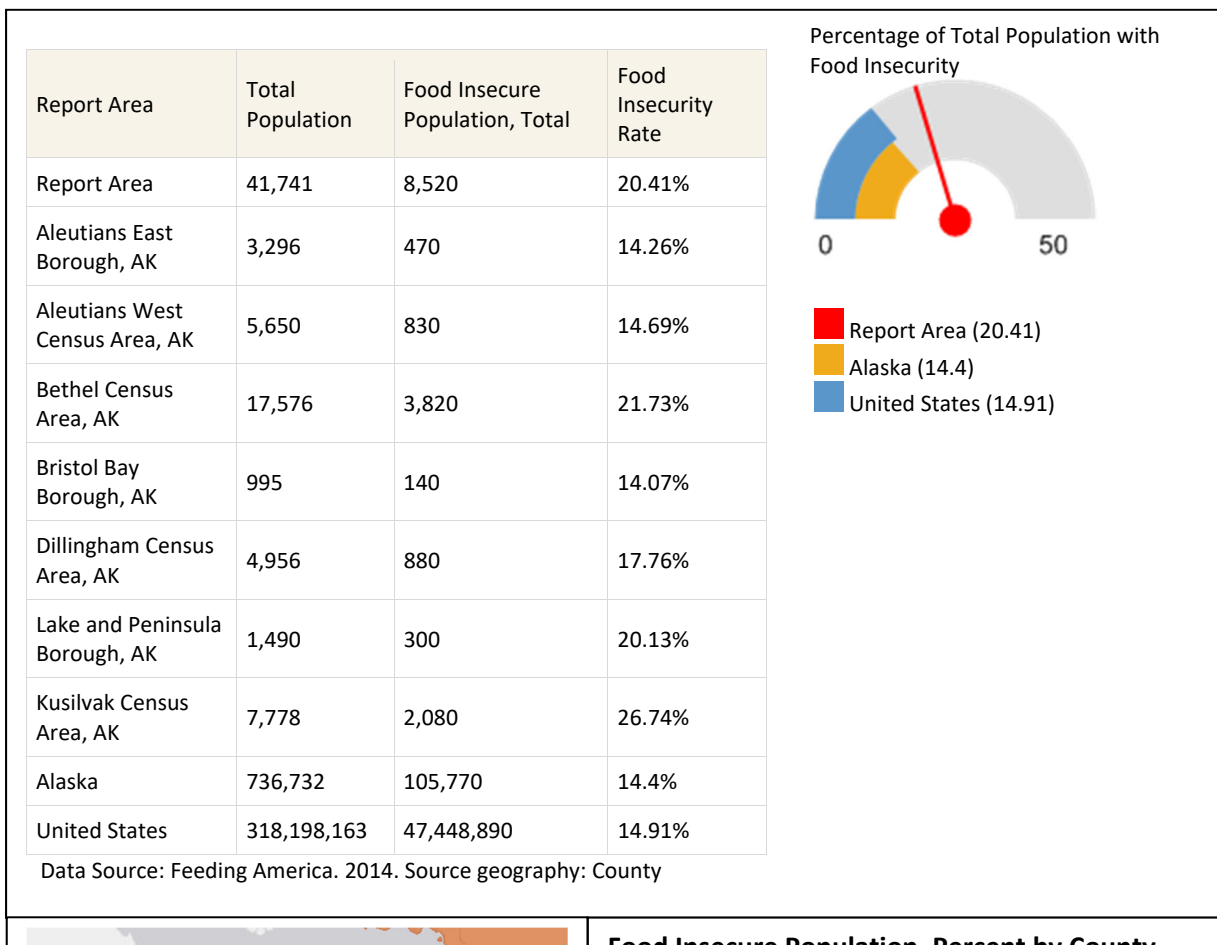 Report Area
Total
Population
Food Insecure
Population, Total
Food
Insecurity
Rate
Report Area
41,741
8,520
20.41%
Aleutians East
Borough, AK
3,296
470
14.26%
Aleutians West
Census Area, AK
5,650
830
14.69%
Bethel Census
Area, AK
17,576
3,820
21.73%
Bristol Bay
Borough, AK
995
140
14.07%
Dillingham Census
Area, AK
4,956
880
17.76%
Lake and Peninsula
Borough, AK
1,490
300
20.13%
Kusilvak Census
Area, AK
7,778
2,080
26.74%
Alaska
736,732
105,770
14.4%
United States
318,198,163
47,448,890
14.91%
Data Source: Feeding America. 2014. Source geography: County
Percentage of Total Population with
Food Insecurity
0
50
Report Area (20.41)
Alaska (14.4)
United States (14.91)
Food Insecure Population, Percent by County